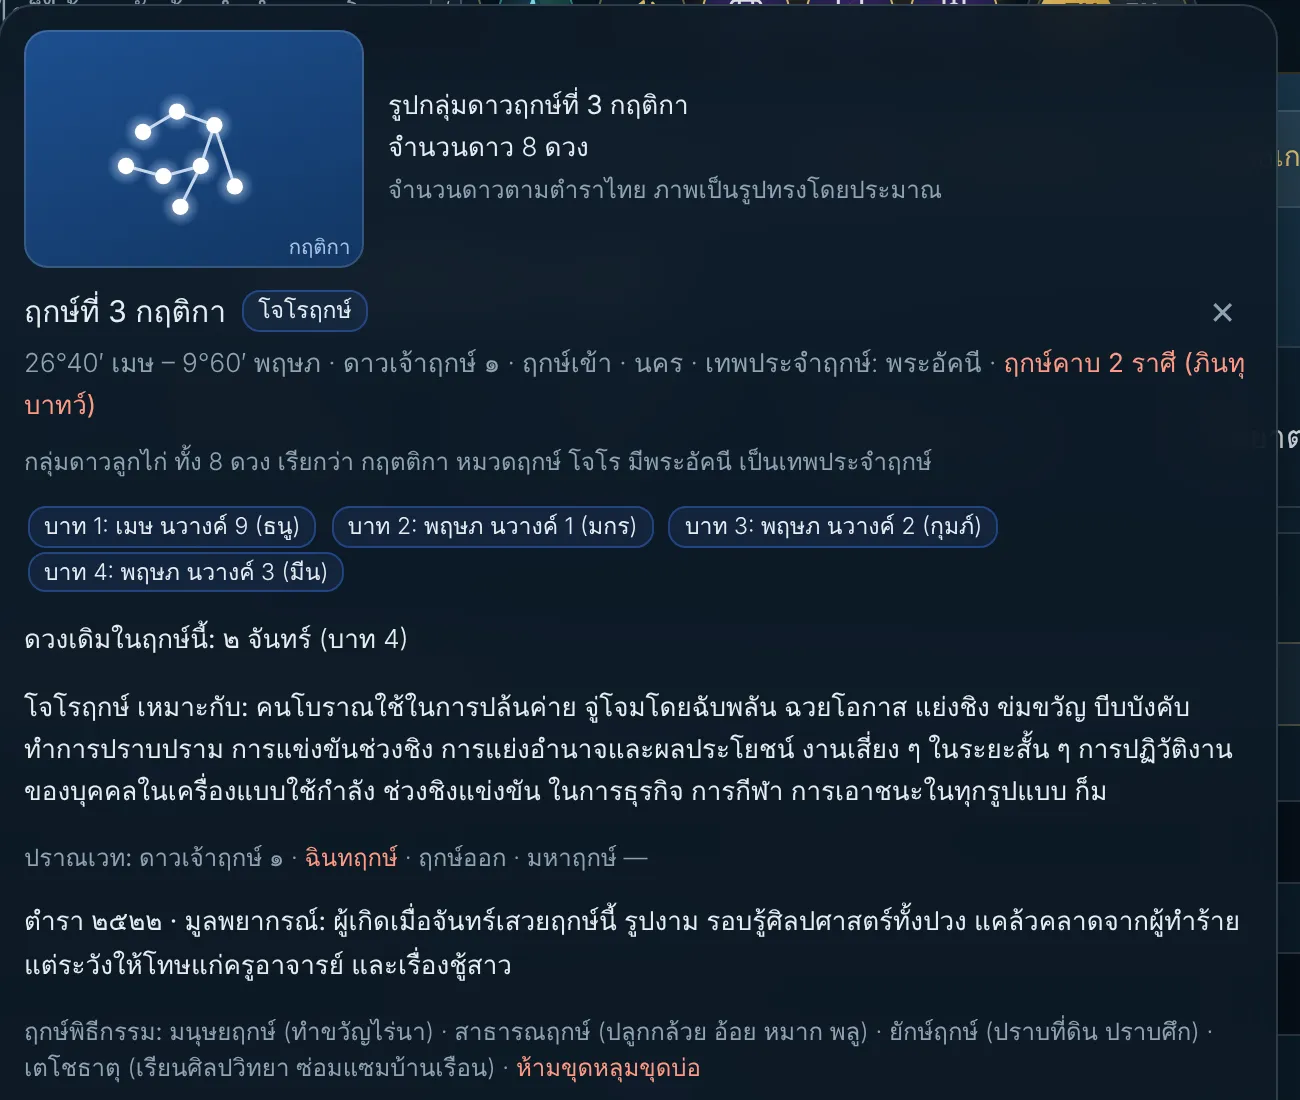 กฤติกา
รูปกลุ่มดาวฤกษ์ที่ 3 กฤติกา
จำนวนดาว 8 ดวง
จำนวนดาวตามตำราไทย ภาพเป็นรูปทรงโดยประมาณ
ฤกษ์ที่ 3 กฤติกา โจโรฤกษ์ ×
26°40′ เมษ – 9°60′ พฤษภ · ดาวเจ้าฤกษ์ ๑ · ฤกษ์เข้า · นคร · เทพประจำฤกษ์: พระอัคนี · ฤกษ์คาบ 2 ราศี (ภินทุ
บาทว์)
กลุ่มดาวลูกไก่ ทั้ง 8 ดวง เรียกว่า กฤตติกา หมวดฤกษ์ โจโร มีพระอัคนี เป็นเทพประจำฤกษ์
บาท 1: เมษ นวางค์ 9 (ธนู) บาท 2: พฤษภ นวางค์ 1 (มกร) บาท 3: พฤษภ นวางค์ 2 (กุมภ์)
บาท 4: พฤษภ นวางค์ 3 (มีน)
ดวงเดิมในฤกษ์นี้: ๒ จันทร์ (บาท 4)
โจโรฤกษ์ เหมาะกับ: คนโบราณใช้ในการปล้นค่าย จู่โจมโดยฉับพลัน ฉวยโอกาส แย่งชิง ข่มขวัญ บีบบังคับ
ทำการปราบปราม การแข่งขันช่วงชิง การแย่งอำนาจและผลประโยชน์ งานเสี่ยง ๆ ในระยะสั้น ๆ การปฏิวัติงาน
ของบุคคลในเครื่องแบบใช้กำลัง ช่วงชิงแข่งขัน ในการธุรกิจ การกีฬา การเอาชนะในทุกรูปแบบ ก็ม
ปราณเวท: ดาวเจ้าฤกษ์ ๑ · ฉินทฤกษ์ · ฤกษ์ออก · มหาฤกษ์ —
ตำรา ๒๕๒๒ · มูลพยากรณ์: ผู้เกิดเมื่อจันทร์เสวยฤกษ์นี้ รูปงาม รอบรู้ศิลปศาสตร์ทั้งปวง แคล้วคลาดจากผู้ทำร้าย
แต่ระวังให้โทษแก่ครูอาจารย์ และเรื่องชู้สาว
ฤกษ์พิธีกรรม: มนุษยฤกษ์ (ทำขวัญไร่นา) · สาธารณฤกษ์ (ปลูกกล้วย อ้อย หมาก พลู) · ยักษ์ฤกษ์ (ปราบที่ดิน ปราบศึก) ·
เตโชธาตุ (เรียนศิลปวิทยา ซ่อมแซมบ้านเรือน) · ห้ามขุดหลุมขุดบ่อ